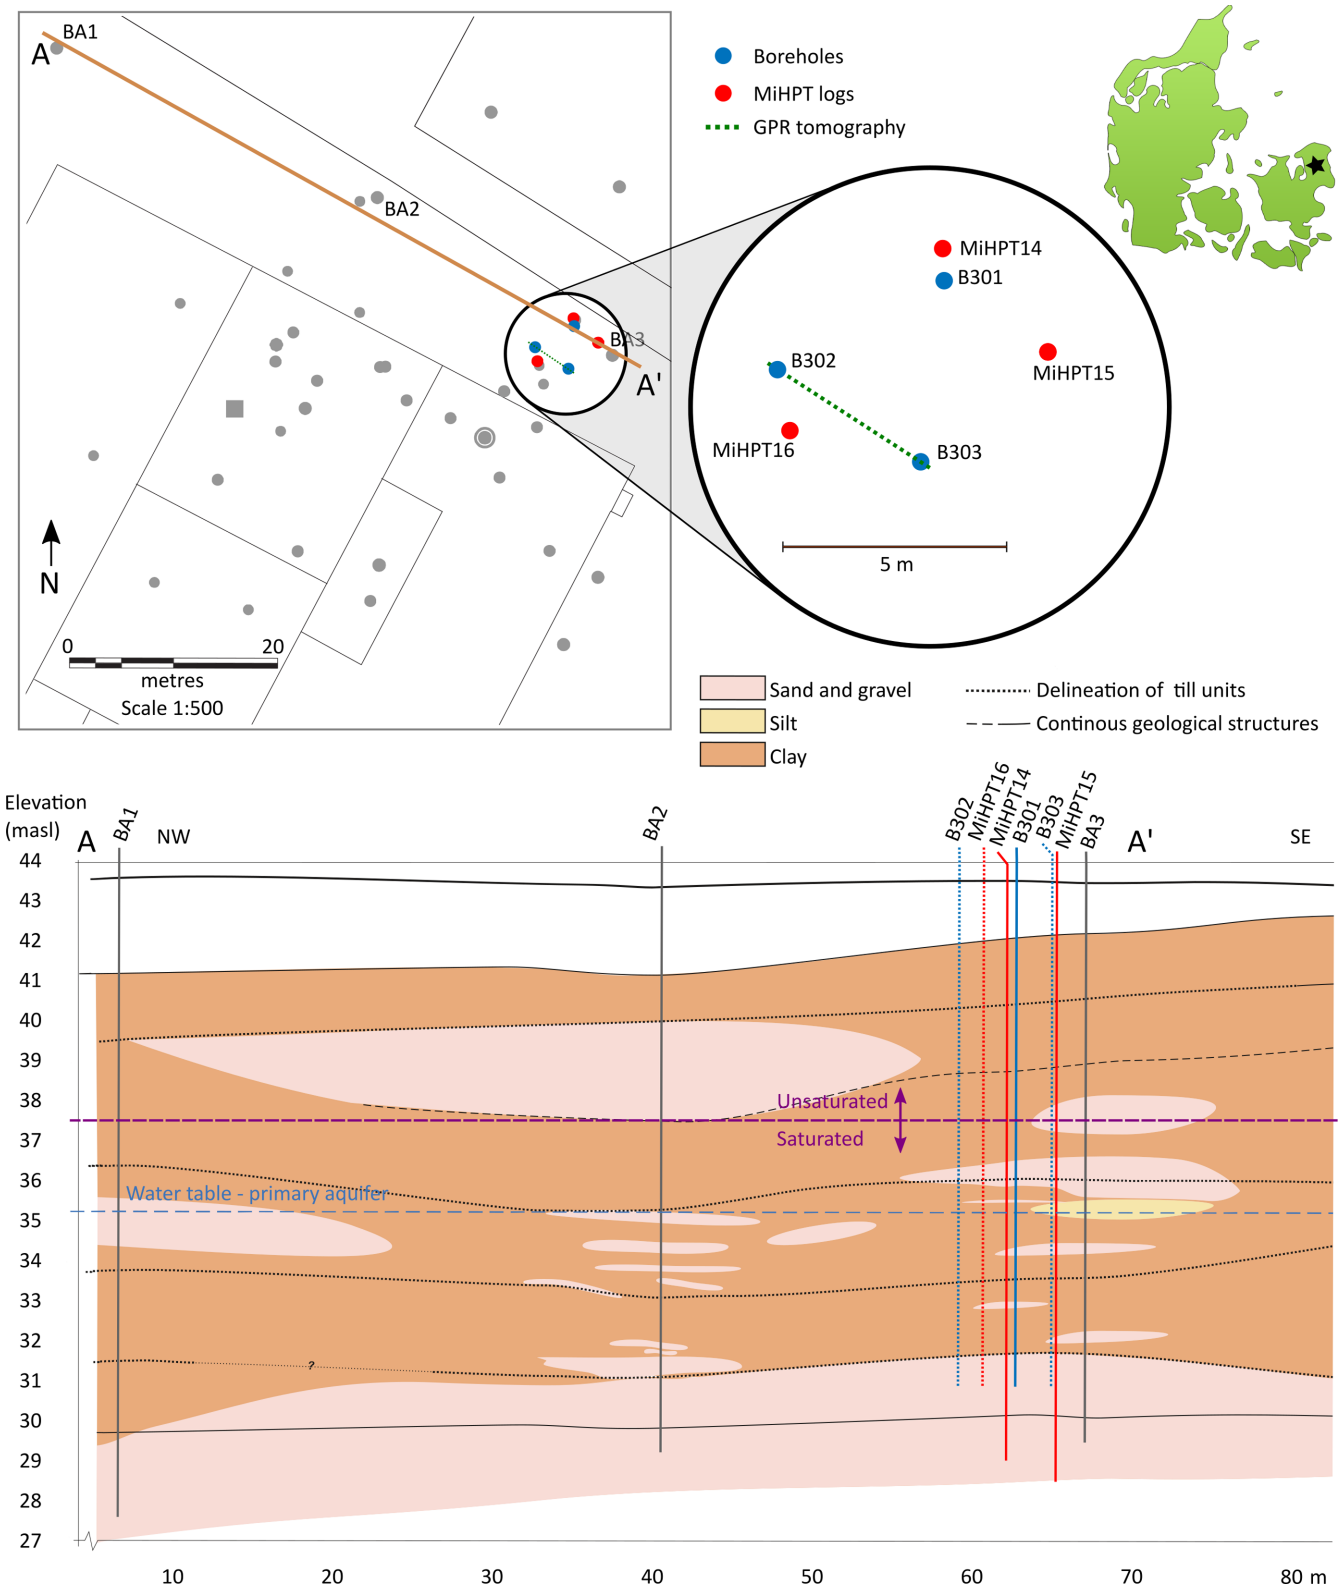 BA1
A
BA2
BA3
A'
N
0 20
metres
Scale 1:500
Boreholes
MiHPT logs
GPR tomography
MiHPT14
B301
B302
MiHPT15
MiHPT16
B303
5 m
Sand and gravel
Silt
Clay
Delineation of till units
Continous geological structures
Elevation
(masl)
A
BA1
NW
BA2
B302
MiHPT16
MiHPT14
B301
B303
MiHPT15
BA3
A'
SE
44
43
42
41
40
39
38
37
36
35
34
33
32
31
30
29
28
27
Unsaturated
Saturated
Water table - primary aquifer
?
10 20 30 40 50 60 70 80 m